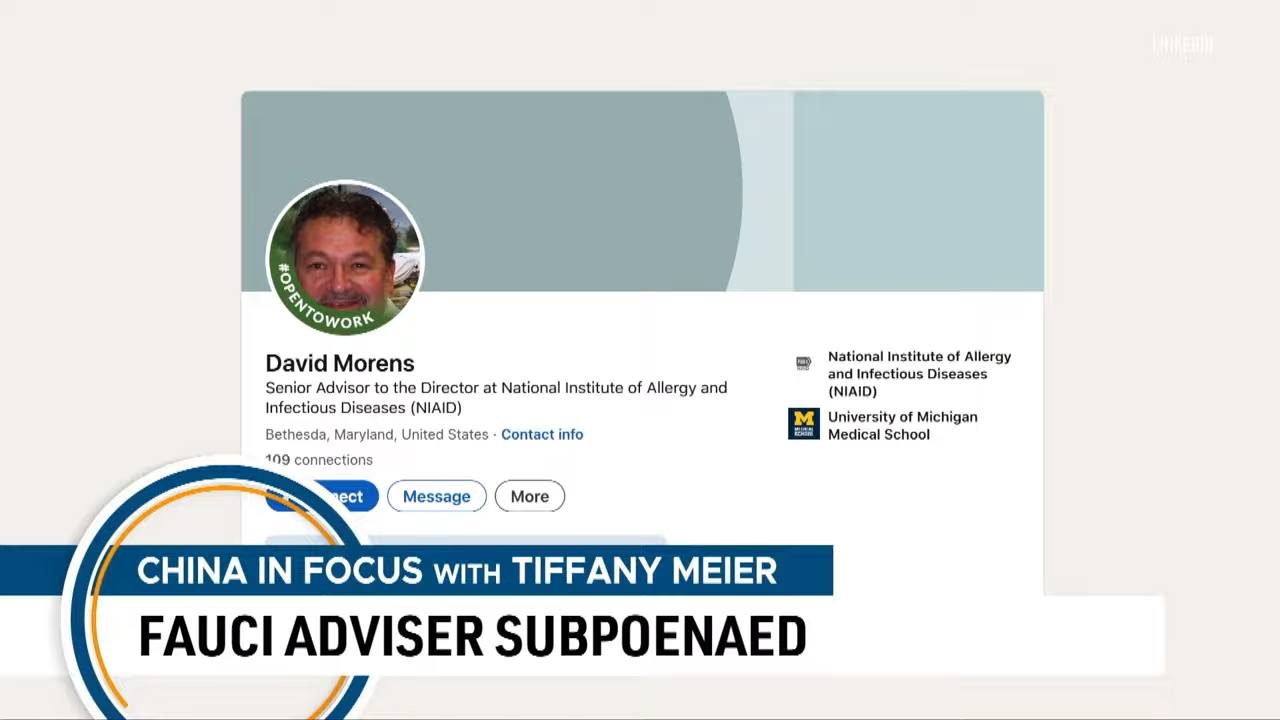 LINKEDIN
#OPENTOWORK
David Morens
Senior Advisor to the Director at National Institute of Allergy and
Infectious Diseases (NIAID)
Bethesda, Maryland, United States · Contact info
109 connections
Message
More
National Institute of Allergy
and Infectious Diseases
(NIAID)
University of Michigan
Medical School
CHINA IN FOCUS WITH TIFFANY MEIER
FAUCI ADVISER SUBPOENAED